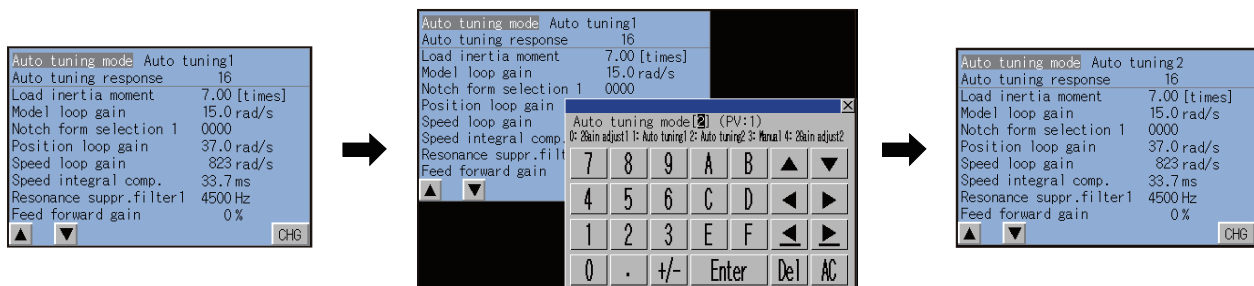 Auto tuning mode Auto tuning1
Auto tuning response 16
Load inertia moment 7.00 [times]
Model loop gain 15.0 rad/s
Notch form selection 1 0000
Position loop gain 37.0 rad/s
Speed loop gain 823 rad/s
Speed integral comp. 33.7 ms
Resonance suppr.filter1 4500 Hz
Feed forward gain 0 %
▲ ▼ CHG
Auto tuning mode Auto tuning1
Auto tuning response 16
Load inertia moment 7.00 [times]
Model loop gain 15.0 rad/s
Notch form selection 1 0000
Position loop gain
Speed loop gain
Speed integral comp.
Resonance suppr.filt
Feed forward gain
▲ ▼
X
Auto tuning mode[2] (PV:1)
0: 2Gain adjust1 1: Auto tuning1 2: Auto tuning2 3: Manual 4: 2Gain adjust2
7 8 9 A B ▲ ▼
4 5 6 C D ◀ ▶
1 2 3 E F ◀ ▶
0 . +/- Enter Del AC
Auto tuning mode Auto tuning2
Auto tuning response 16
Load inertia moment 7.00 [times]
Model loop gain 15.0 rad/s
Notch form selection 1 0000
Position loop gain 37.0 rad/s
Speed loop gain 823 rad/s
Speed integral comp. 33.7 ms
Resonance suppr.filter1 4500 Hz
Feed forward gain 0 %
▲ ▼ CHG